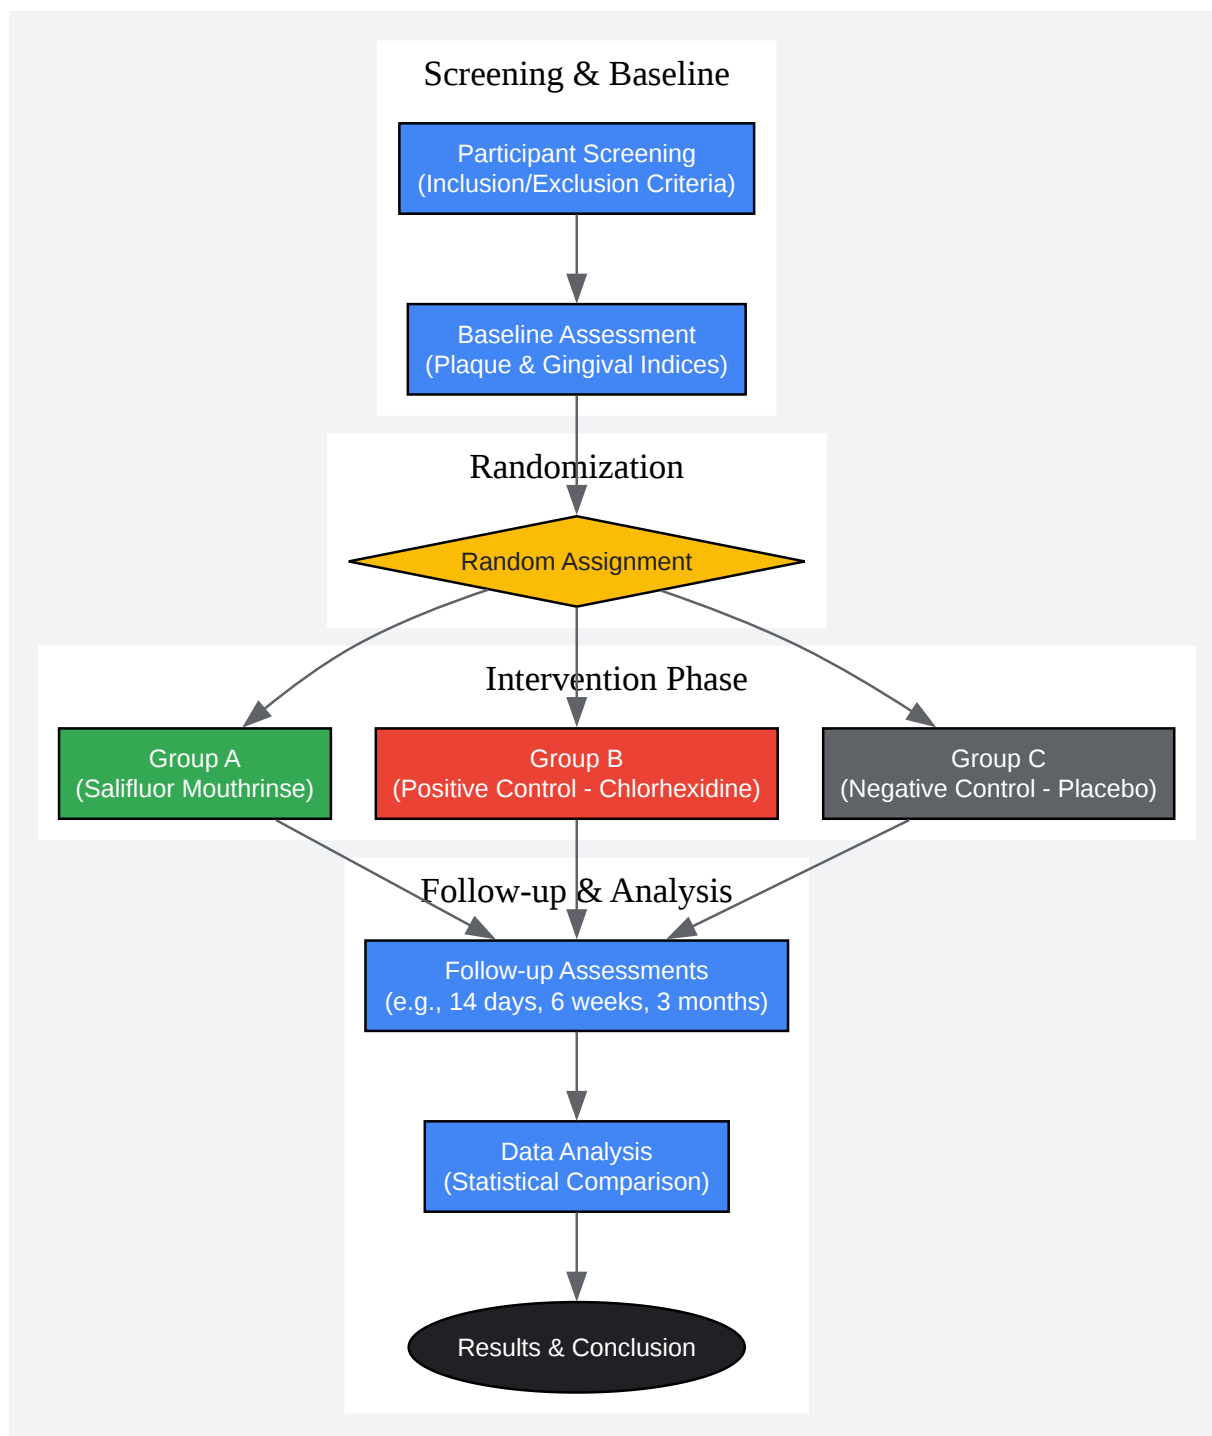 Screening & Baseline
Participant Screening
(Inclusion/Exclusion Criteria)
Baseline Assessment
(Plaque & Gingival Indices)
Randomization
Random Assignment
Intervention Phase
Group A
(Salifluor Mouthrinse)
Group B
(Positive Control - Chlorhexidine)
Group C
(Negative Control - Placebo)
Follow-up & Analysis
Follow-up Assessments
(e.g., 14 days, 6 weeks, 3 months)
Data Analysis
(Statistical Comparison)
Results & Conclusion